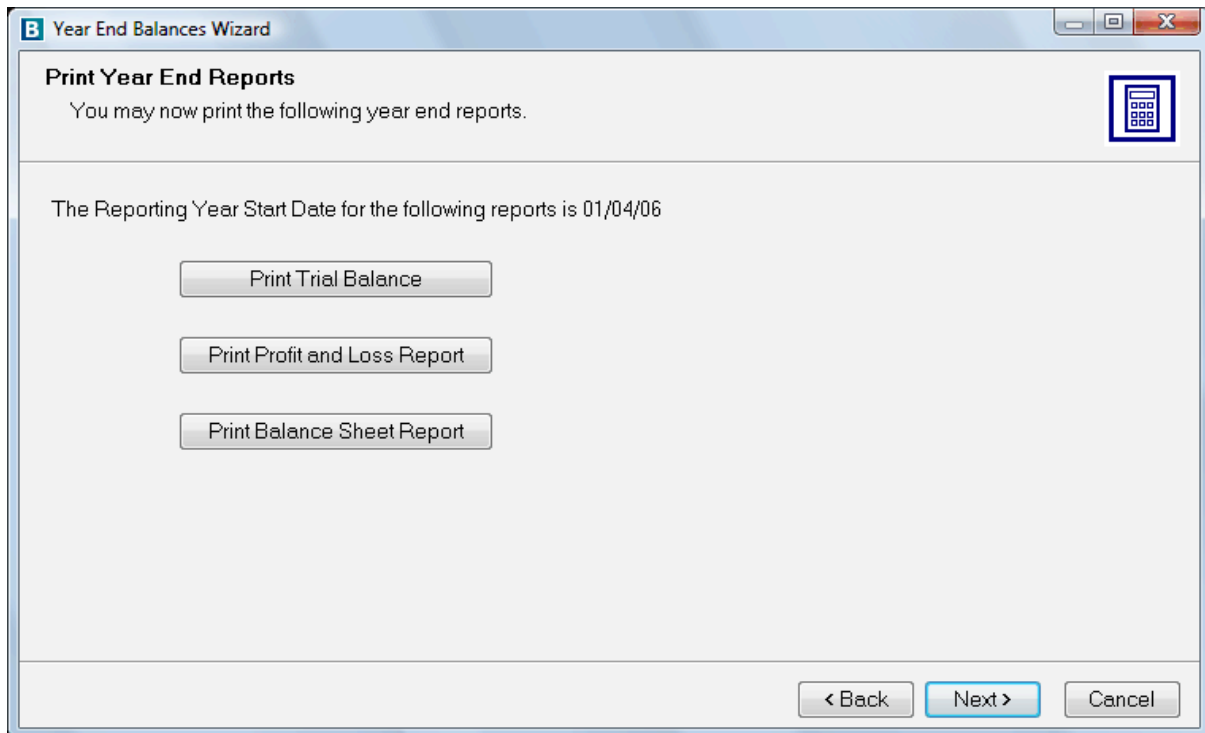 B Year End Balances Wizard
Print Year End Reports
You may now print the following year end reports.
The Reporting Year Start Date for the following reports is 01/04/06
Print Trial Balance
Print Profit and Loss Report
Print Balance Sheet Report
< Back Next > Cancel